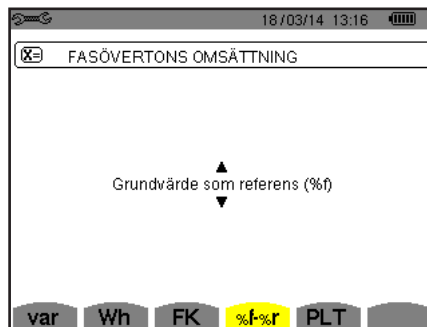 18/03/14 13:16
X= FASÖVERTONS OMSÄTTNING
Grundvärde som referens (%f)
var Wh FK %f-%r PLT